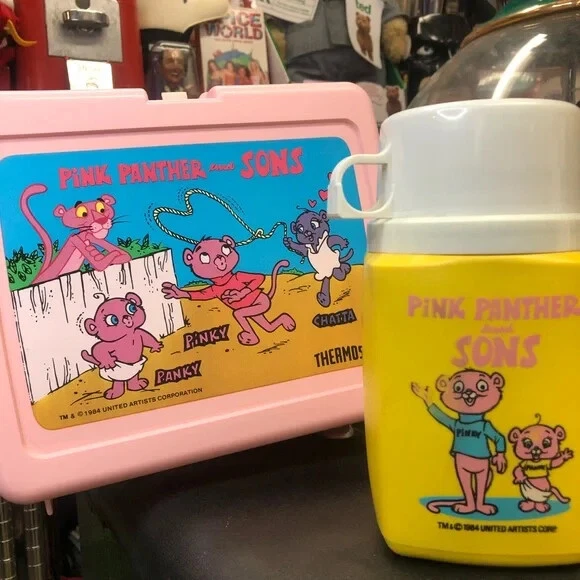 SPICE
WORLD
PINK PANTHER and SONS
PINKY
PANKY
CHATTA
THERMOS
TM & © 1984 UNITED ARTISTS CORPORATION
PINK PANTHER
and
SONS
PINKY
TM & © 1984 UNITED ARTISTS CORP